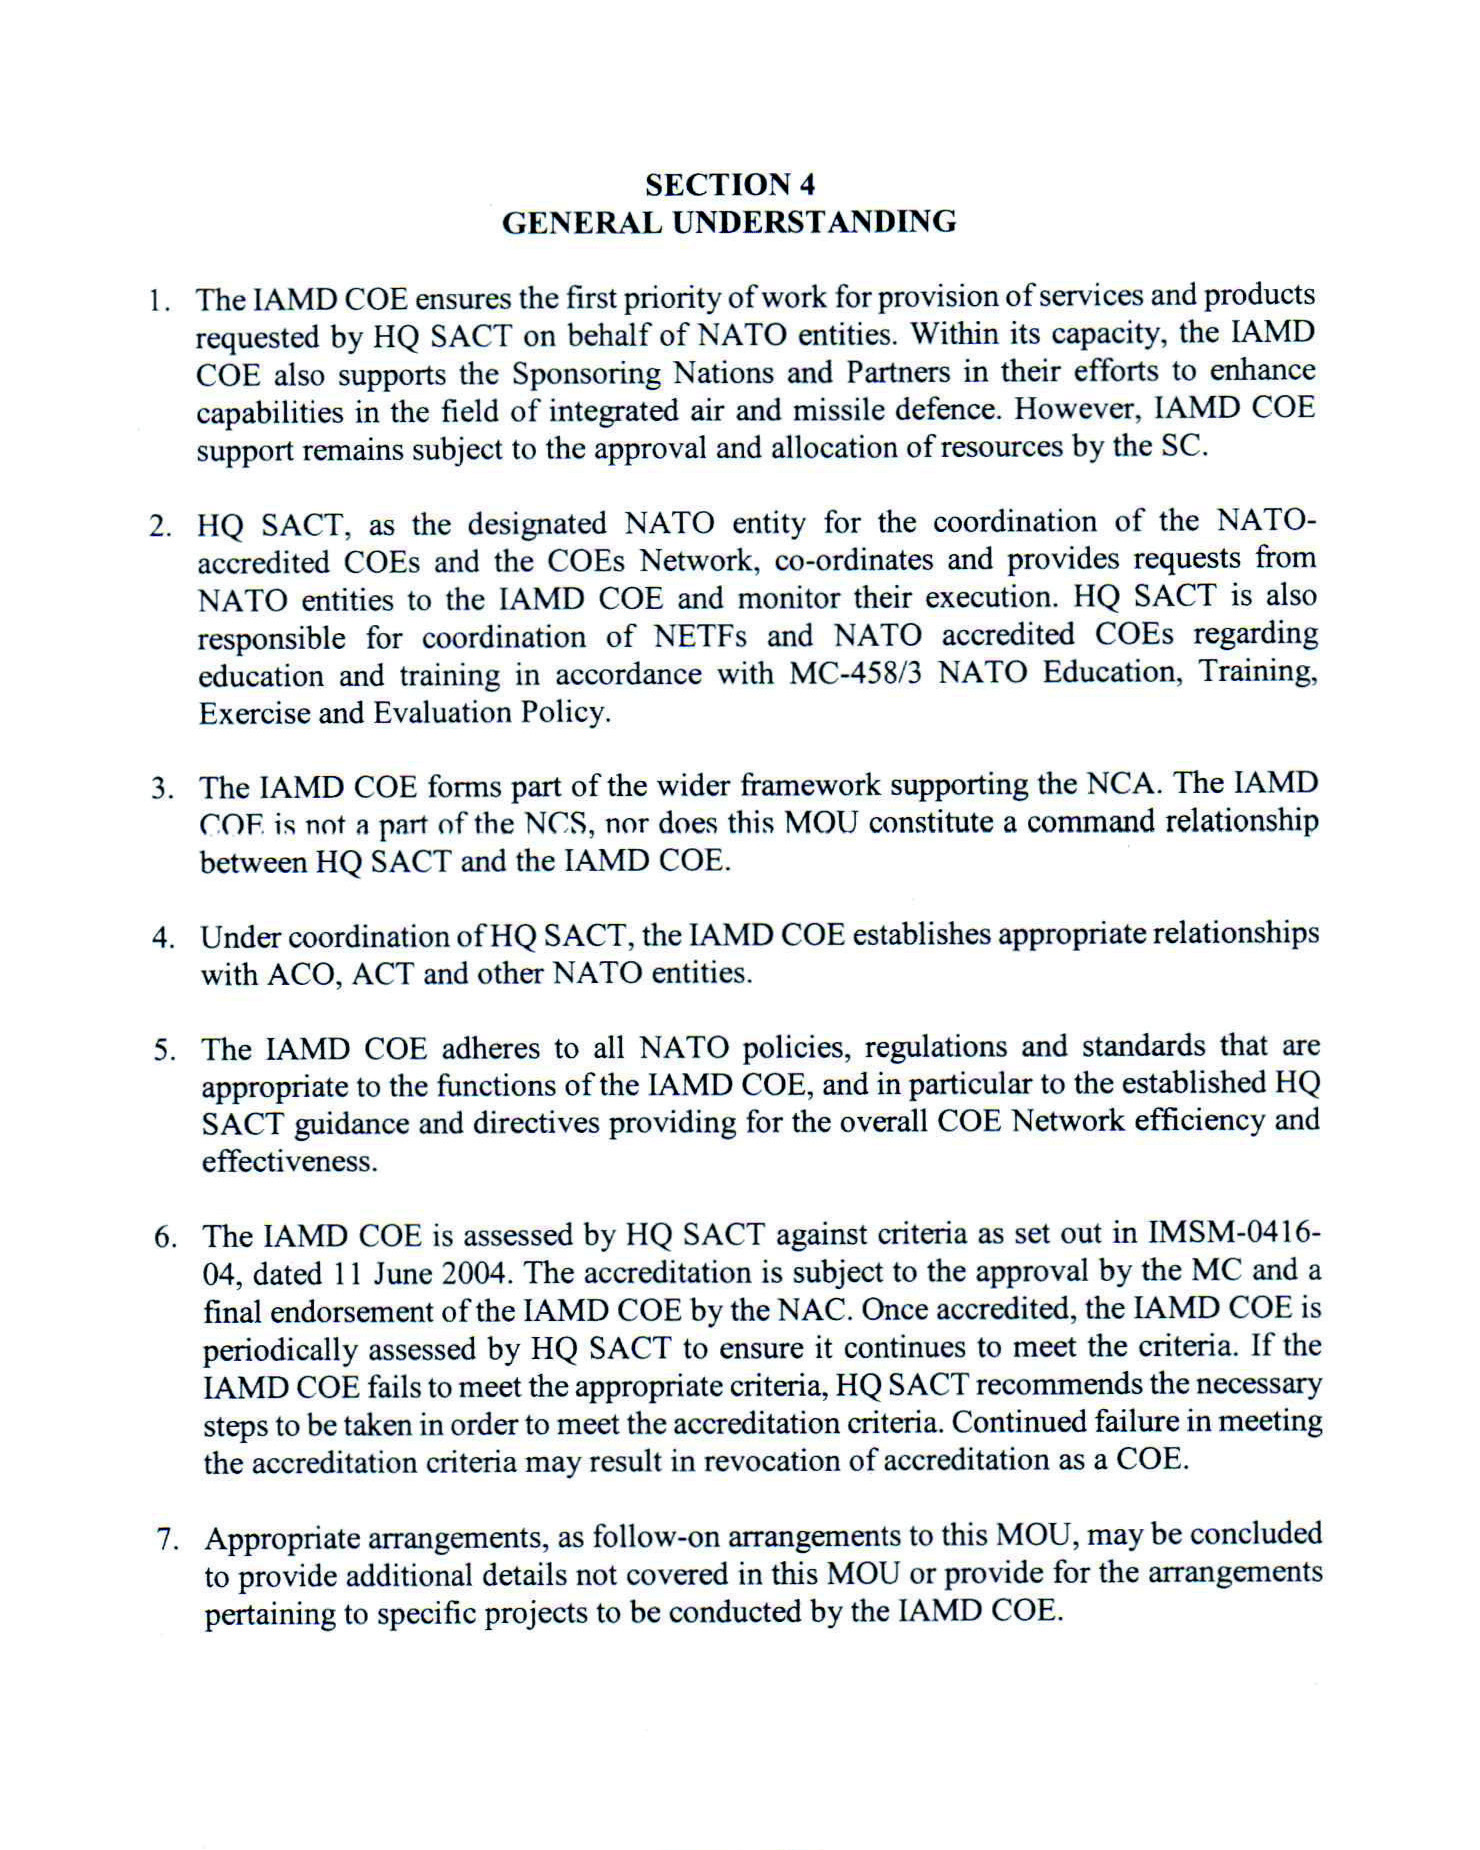 SECTION 4
GENERAL UNDERSTANDING
1. The IAMD COE ensures the first priority of work for provision of services and products
requested by HQ SACT on behalf of NATO entities. Within its capacity, the IAMD
COE also supports the Sponsoring Nations and Partners in their efforts to enhance
capabilities in the field of integrated air and missile defence. However, IAMD COE
support remains subject to the approval and allocation of resources by the SC.
2. HQ SACT, as the designated NATO entity for the coordination of the NATO-
accredited COEs and the COEs Network, co-ordinates and provides requests from
NATO entities to the IAMD COE and monitor their execution. HQ SACT is also
responsible for coordination of NETFs and NATO accredited COEs regarding
education and training in accordance with MC-458/3 NATO Education, Training,
Exercise and Evaluation Policy.
3. The IAMD COE forms part of the wider framework supporting the NCA. The IAMD
COE is not a part of the NCS, nor does this MOU constitute a command relationship
between HQ SACT and the IAMD COE.
4. Under coordination of HQ SACT, the IAMD COE establishes appropriate relationships
with ACO, ACT and other NATO entities.
5. The IAMD COE adheres to all NATO policies, regulations and standards that are
appropriate to the functions of the IAMD COE, and in particular to the established HQ
SACT guidance and directives providing for the overall COE Network efficiency and
effectiveness.
6. The IAMD COE is assessed by HQ SACT against criteria as set out in IMSM-0416-
04, dated 11 June 2004. The accreditation is subject to the approval by the MC and a
final endorsement of the IAMD COE by the NAC. Once accredited, the IAMD COE is
periodically assessed by HQ SACT to ensure it continues to meet the criteria. If the
IAMD COE fails to meet the appropriate criteria, HQ SACT recommends the necessary
steps to be taken in order to meet the accreditation criteria. Continued failure in meeting
the accreditation criteria may result in revocation of accreditation as a COE.
7. Appropriate arrangements, as follow-on arrangements to this MOU, may be concluded
to provide additional details not covered in this MOU or provide for the arrangements
pertaining to specific projects to be conducted by the IAMD COE.